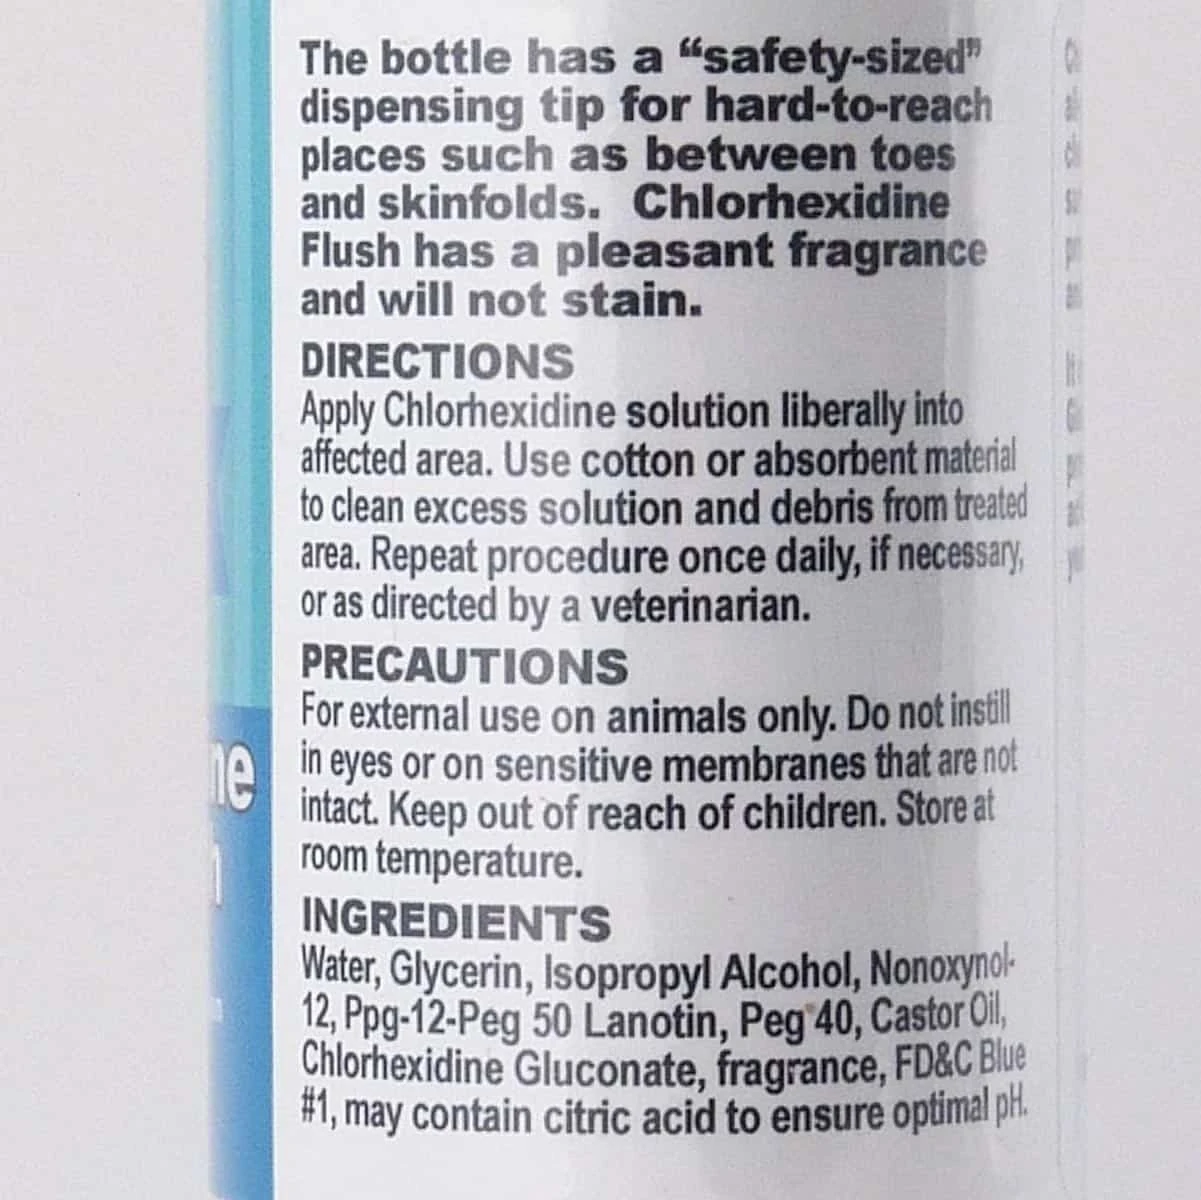 The bottle has a “safety-sized”
dispensing tip for hard-to-reach
places such as between toes
and skinfolds. Chlorhexidine
Flush has a pleasant fragrance
and will not stain.
DIRECTIONS
Apply Chlorhexidine solution liberally into
affected area. Use cotton or absorbent material
to clean excess solution and debris from treated
area. Repeat procedure once daily, if necessary,
or as directed by a veterinarian.
PRECAUTIONS
For external use on animals only. Do not instill
in eyes or on sensitive membranes that are not
intact. Keep out of reach of children. Store at
room temperature.
INGREDIENTS
Water, Glycerin, Isopropyl Alcohol, Nonoxynol-
12, Ppg-12-Peg 50 Lanotin, Peg 40, Castor Oil,
Chlorhexidine Gluconate, fragrance, FD&C Blue
#1, may contain citric acid to ensure optimal pH.